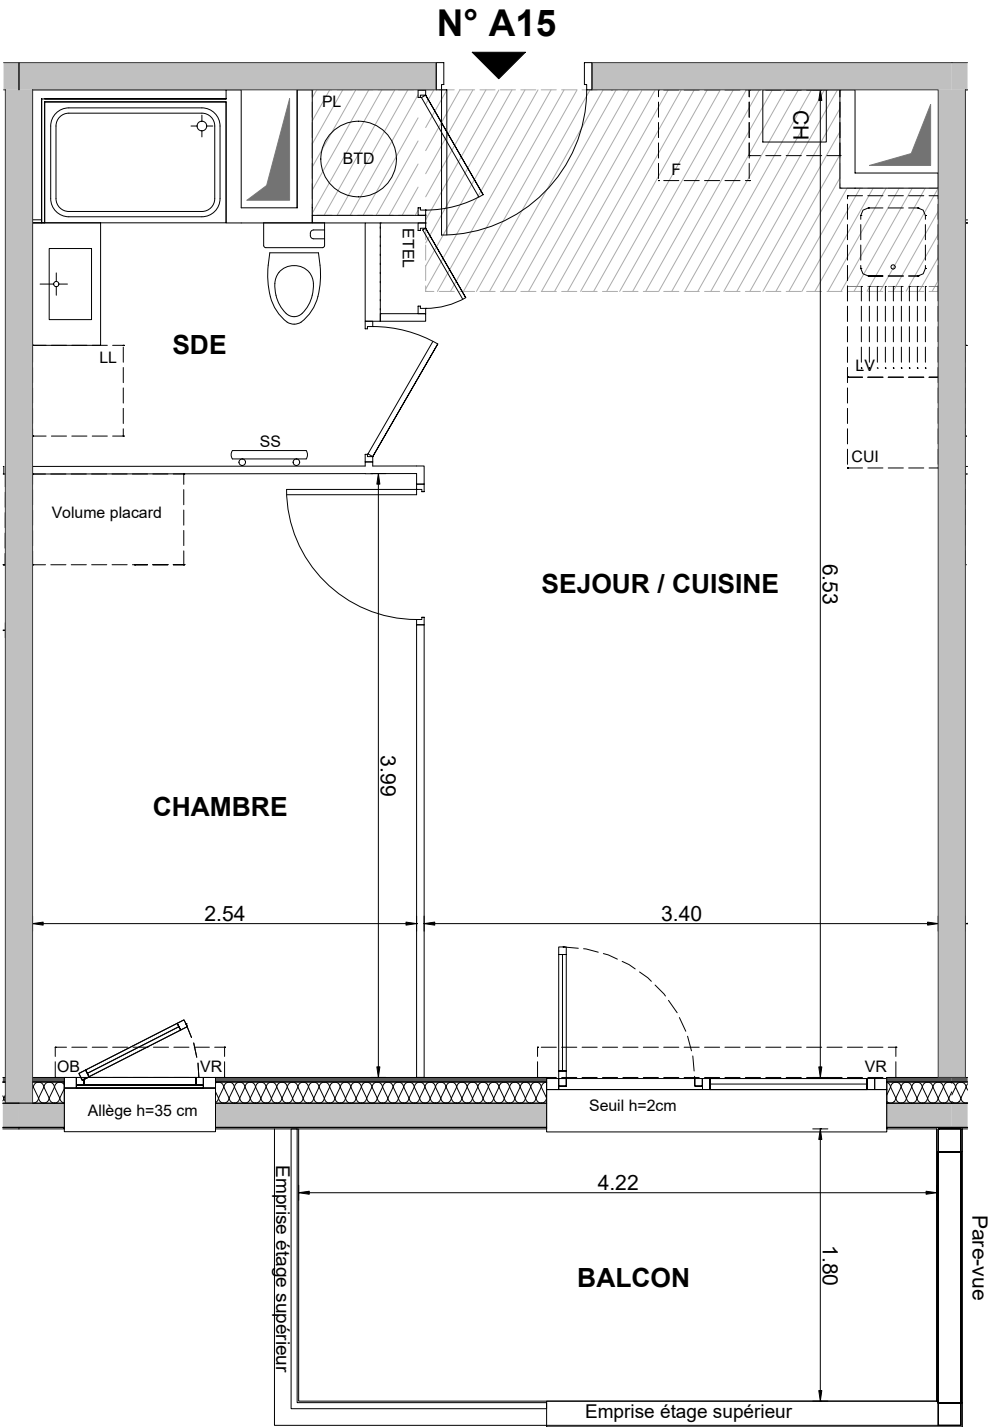 N° A15
PL
BTD
CH
F
ETEL
SDE
LL
LV
SS
CUI
Volume placard
SEJOUR / CUISINE
6.53
3.99
CHAMBRE
2.54
3.40
OB
VR
VR
Allège h=35 cm
Seuil h=2cm
4.22
Emprise étage supérieur
1.80
Pare-vue
BALCON
Emprise étage supérieur